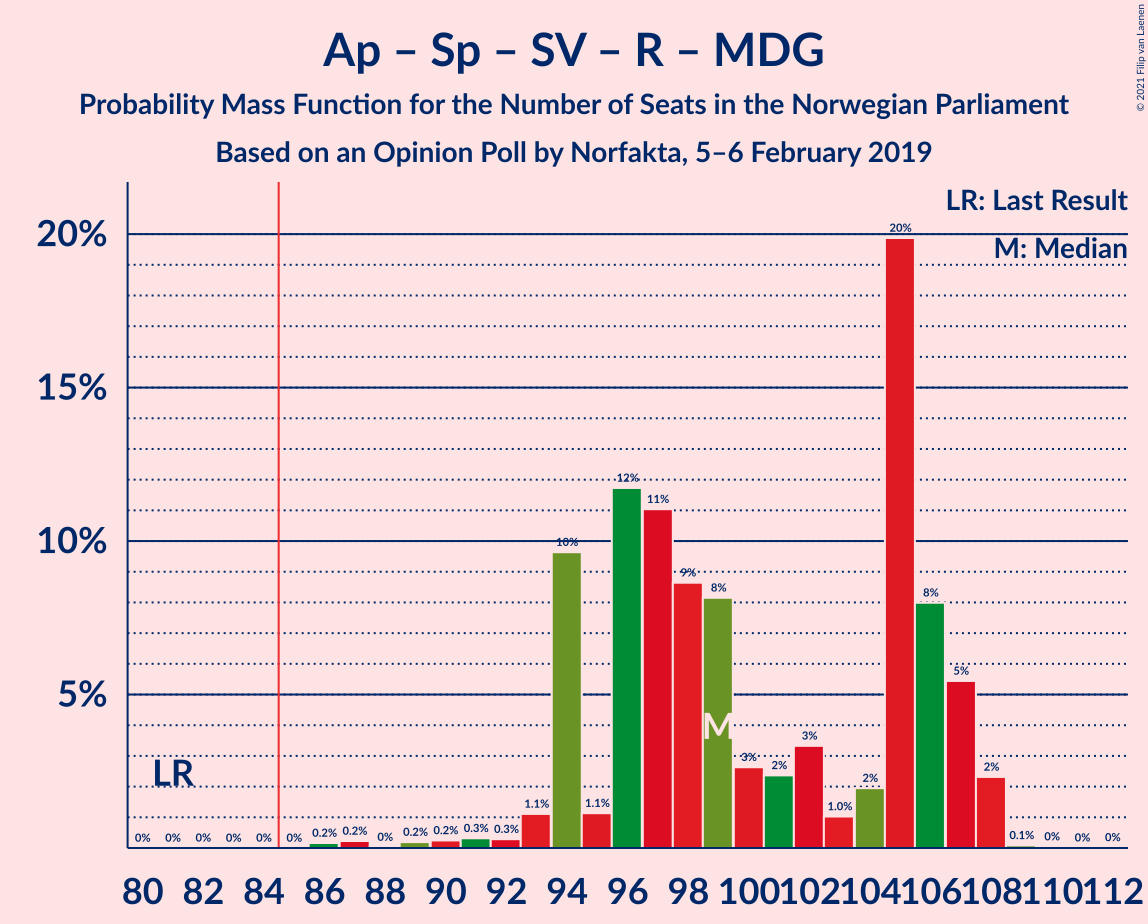 Ap – Sp – SV – R – MDG
Probability Mass Function for the Number of Seats in the Norwegian Parliament
Based on an Opinion Poll by Norfakta, 5–6 February 2019
© 2021 Filip van Laenen
LR: Last Result
M: Median
20%
15%
10%
5%
LR
M
0% 0% 0% 0% 0% 0% 0.2% 0.2% 0% 0.2% 0.2% 0.3% 0.3% 1.1% 10% 1.1% 12% 11% 9% 8% 3% 2% 3% 1.0% 2% 20% 8% 5% 2% 0.1% 0% 0% 0%
80 82 84 86 88 90 92 94 96 98 100 102 104 106 108 110 112